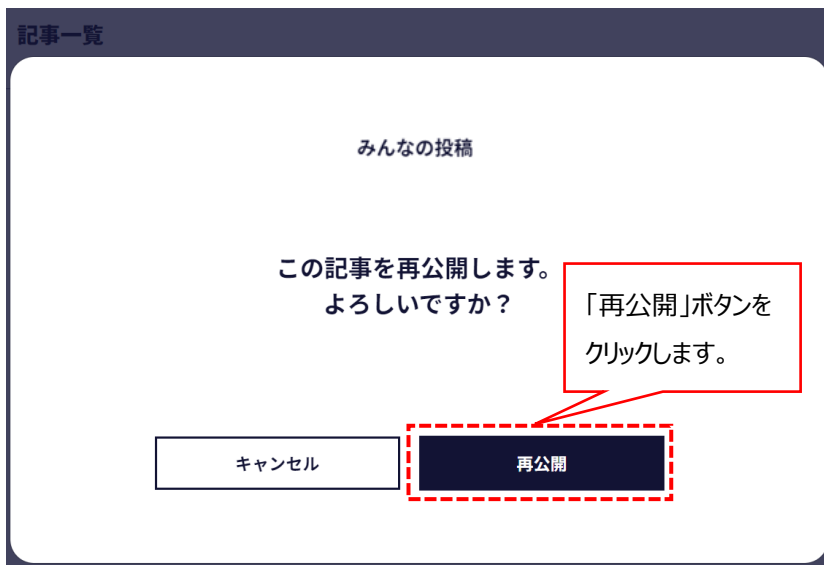 記事一覧
みんなの投稿
この記事を再公開します。
よろしいですか？
「再公開」ボタンを
クリックします。
キャンセル
再公開